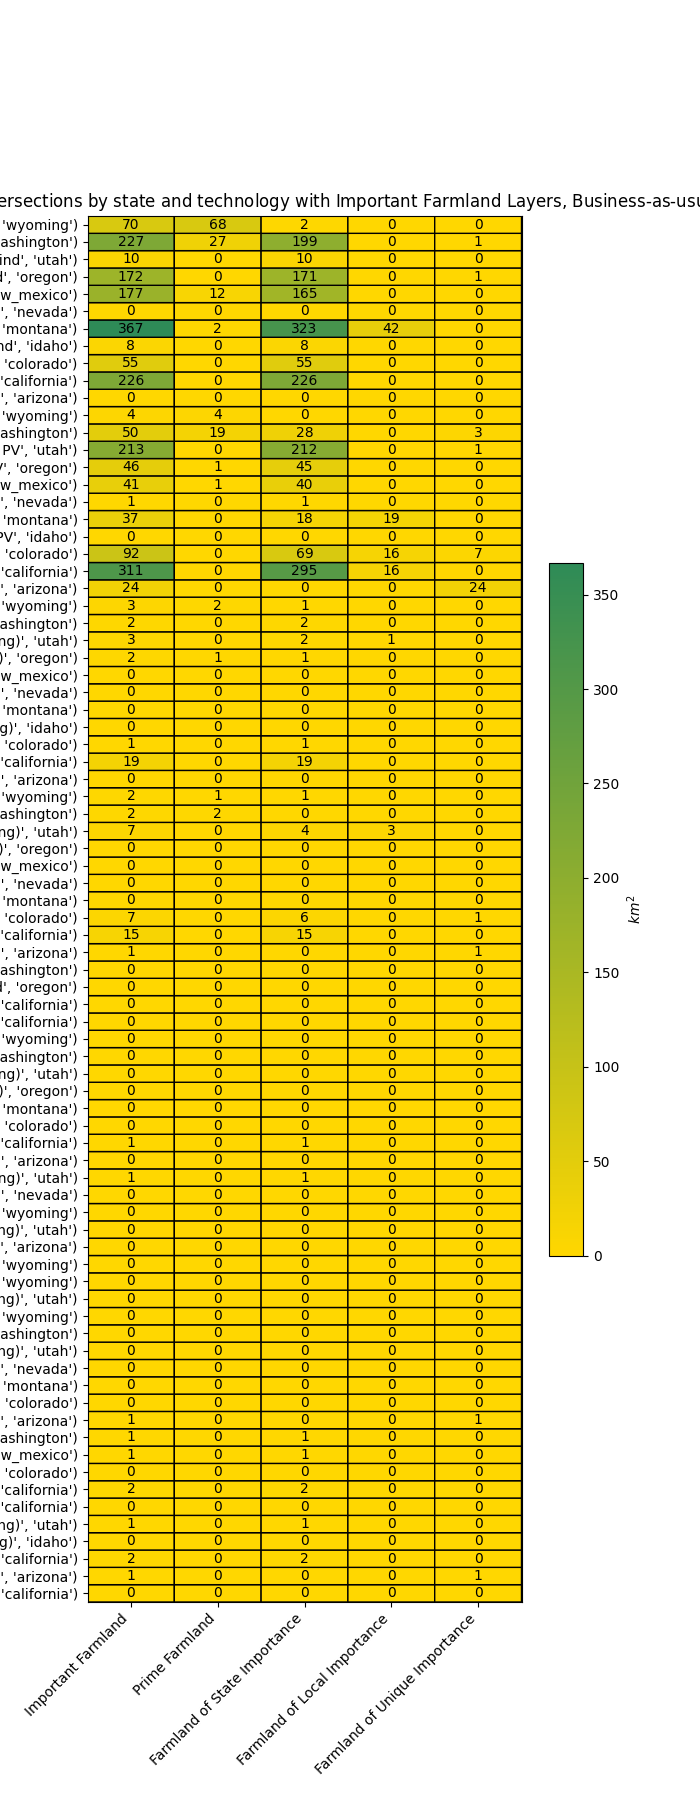 ersections by state and technology with Important Farmland Layers, Business-as-usu
'wyoming') 70 68 2 0 0
ashington') 227 27 199 0 1
ind', 'utah') 10 0 10 0 0
d', 'oregon') 172 0 171 0 1
w_mexico') 177 12 165 0 0
', 'nevada') 0 0 0 0 0
'montana') 367 2 323 42 0
nd', 'idaho') 8 0 8 0 0
'colorado') 55 0 55 0 0
'california') 226 0 226 0 0
', 'arizona') 0 0 0 0 0
'wyoming') 4 4 0 0 0
ashington') 50 19 28 0 3
PV', 'utah') 213 0 212 0 1
V', 'oregon') 46 1 45 0 0
w_mexico') 41 1 40 0 0
', 'nevada') 1 0 1 0 0
'montana') 37 0 18 19 0
PV', 'idaho') 0 0 0 0 0
'colorado') 92 0 69 16 7
'california') 311 0 295 16 0
', 'arizona') 24 0 0 0 24
'wyoming') 3 2 1 0 0
ashington') 2 0 2 0 0
ng)', 'utah') 3 0 2 1 0
)', 'oregon') 2 1 1 0 0
w_mexico') 0 0 0 0 0
', 'nevada') 0 0 0 0 0
'montana') 0 0 0 0 0
g)', 'idaho') 0 0 0 0 0
'colorado') 1 0 1 0 0
'california') 19 0 19 0 0
', 'arizona') 0 0 0 0 0
'wyoming') 2 1 1 0 0
ashington') 2 2 0 0 0
ng)', 'utah') 7 0 4 3 0
)', 'oregon') 0 0 0 0 0
w_mexico') 0 0 0 0 0
', 'nevada') 0 0 0 0 0
'montana') 0 0 0 0 0
'colorado') 7 0 6 0 1
'california') 15 0 15 0 0
', 'arizona') 1 0 0 0 1
ashington') 0 0 0 0 0
d', 'oregon') 0 0 0 0 0
'california') 0 0 0 0 0
'california') 0 0 0 0 0
'wyoming') 0 0 0 0 0
ashington') 0 0 0 0 0
ng)', 'utah') 0 0 0 0 0
)', 'oregon') 0 0 0 0 0
'montana') 0 0 0 0 0
'colorado') 0 0 0 0 0
'california') 1 0 1 0 0
', 'arizona') 0 0 0 0 0
ng)', 'utah') 1 0 1 0 0
', 'nevada') 0 0 0 0 0
'wyoming') 0 0 0 0 0
ng)', 'utah') 0 0 0 0 0
', 'arizona') 0 0 0 0 0
'wyoming') 0 0 0 0 0
'wyoming') 0 0 0 0 0
ng)', 'utah') 0 0 0 0 0
'wyoming') 0 0 0 0 0
ashington') 0 0 0 0 0
ng)', 'utah') 0 0 0 0 0
', 'nevada') 0 0 0 0 0
'montana') 0 0 0 0 0
'colorado') 0 0 0 0 0
', 'arizona') 1 0 0 0 1
ashington') 1 0 1 0 0
w_mexico') 1 0 1 0 0
'colorado') 0 0 0 0 0
'california') 2 0 2 0 0
'california') 0 0 0 0 0
ng)', 'utah') 1 0 1 0 0
g)', 'idaho') 0 0 0 0 0
'california') 2 0 2 0 0
', 'arizona') 1 0 0 0 1
'california') 0 0 0 0 0
Important Farmland
Prime Farmland
Farmland of State Importance
Farmland of Local Importance
Farmland of Unique Importance
350
300
250
200
150
100
50
0
km²